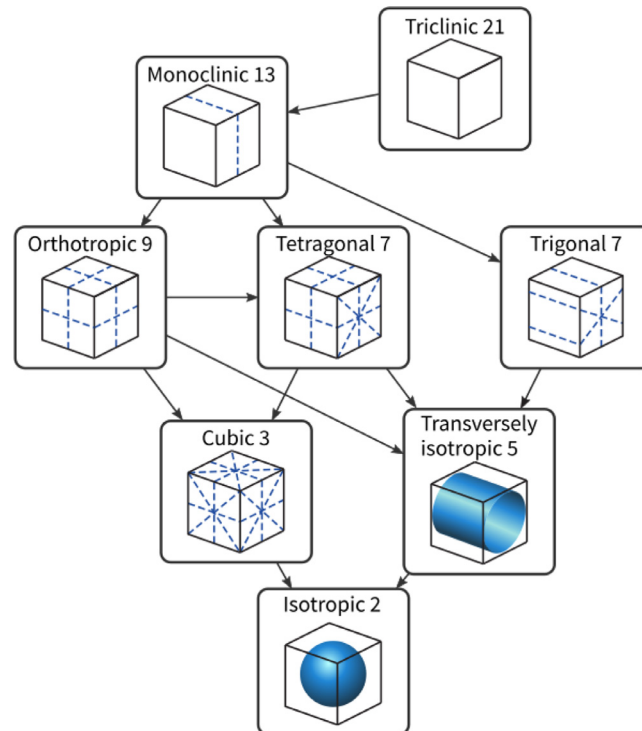 Triclinic 21
Monoclinic 13
Orthotropic 9
Tetragonal 7
Trigonal 7
Cubic 3
Transversely
isotropic 5
Isotropic 2